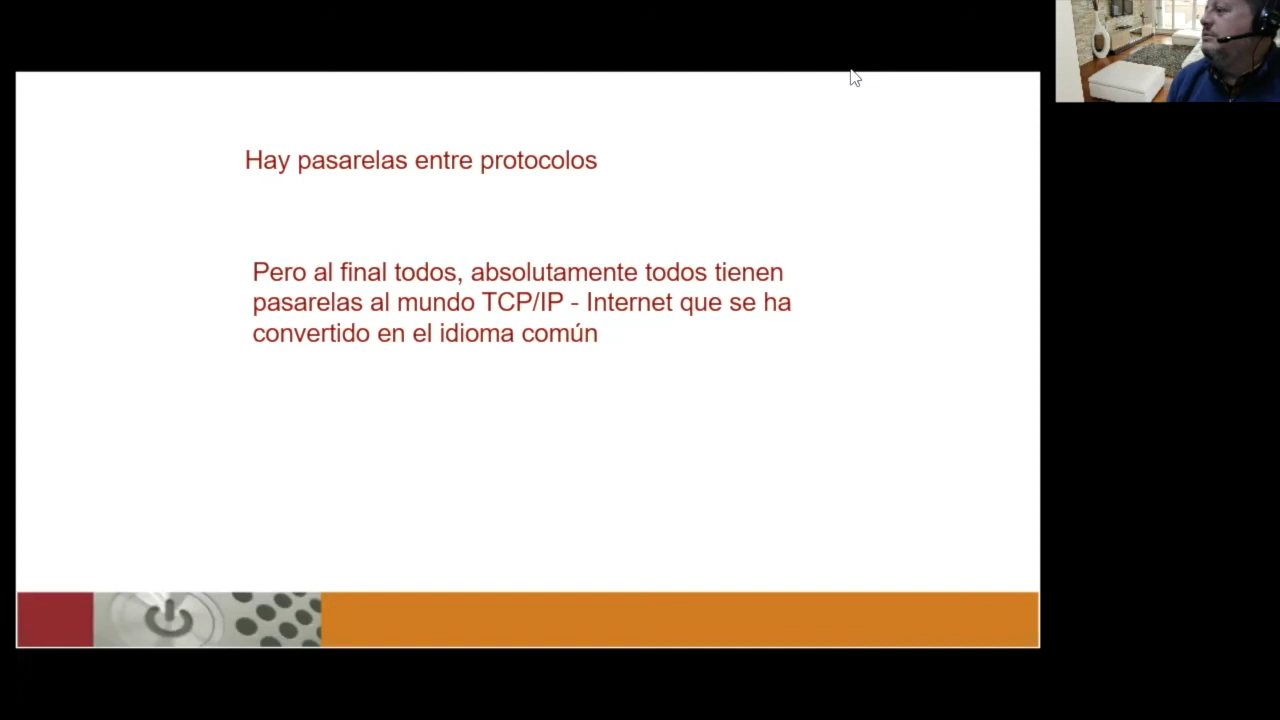 Hay pasarelas entre protocolos
Pero al final todos, absolutamente todos tienen
pasarelas al mundo TCP/IP - Internet que se ha
convertido en el idioma común